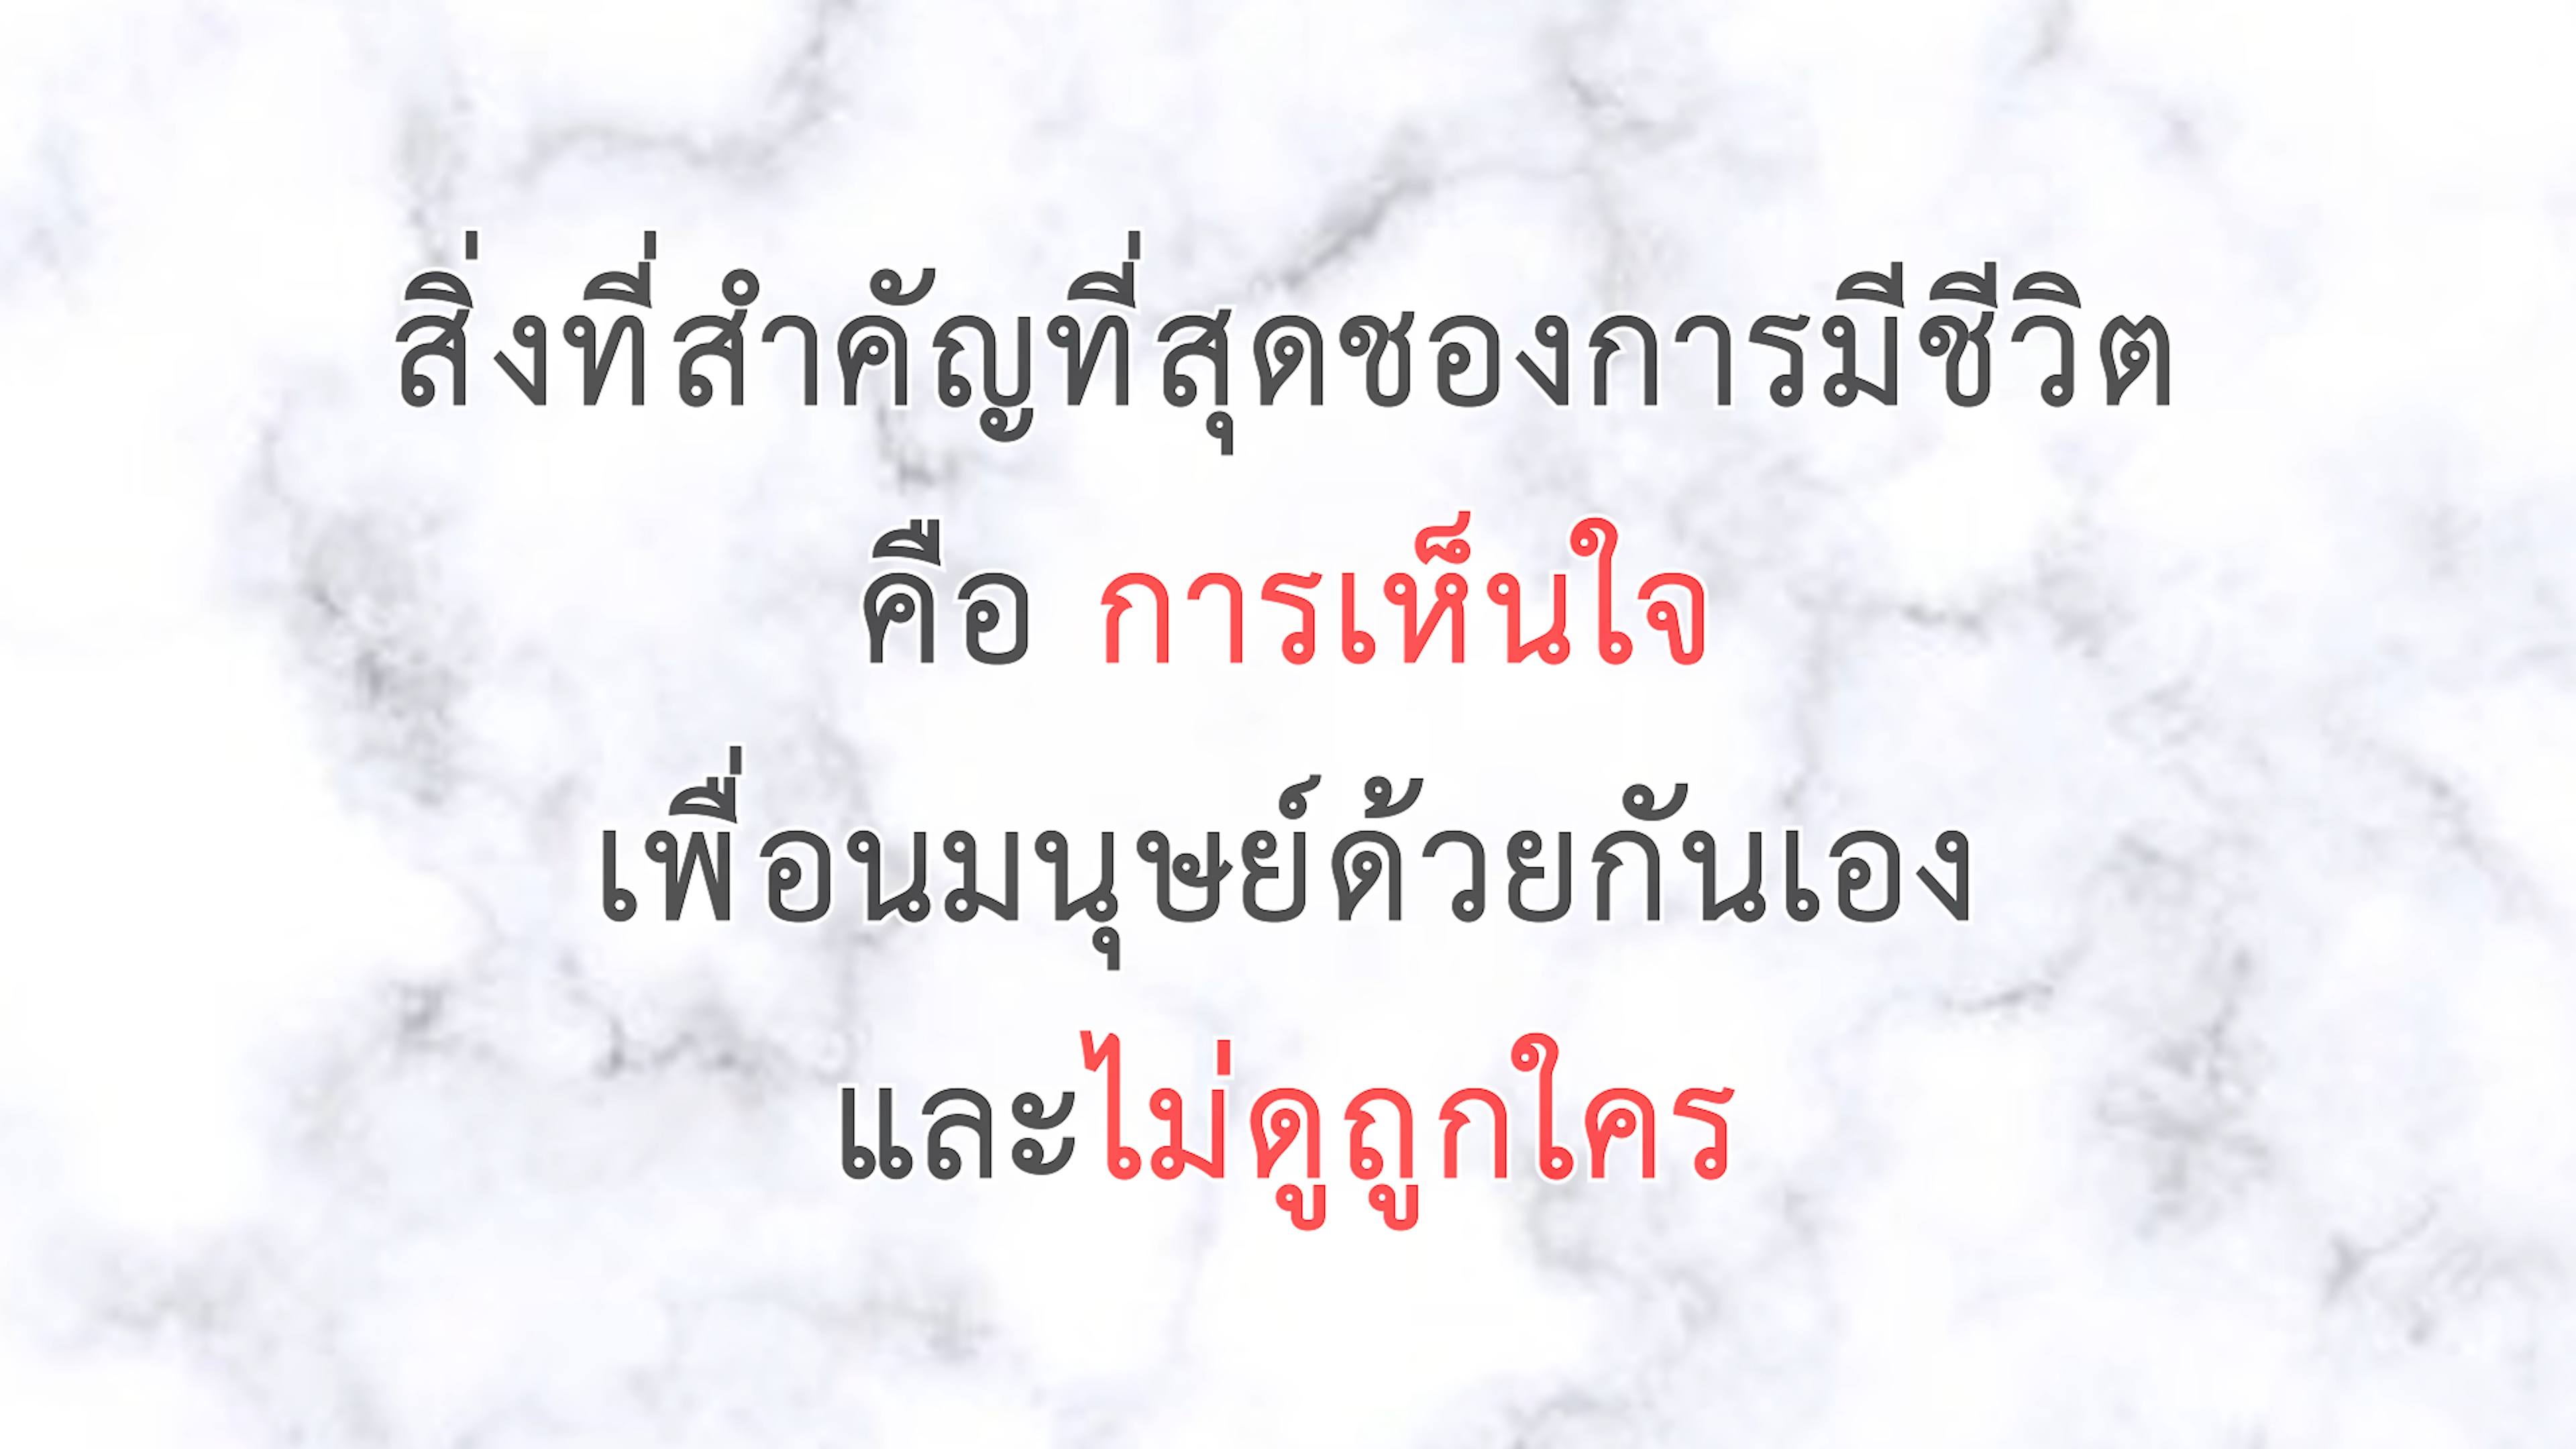 สิ่งที่สำคัญที่สุดชองการมีชีวิต
คือ การเห็นใจ
เพื่อนมนุษย์ด้วยกันเอง
และไม่ดูถูกใคร